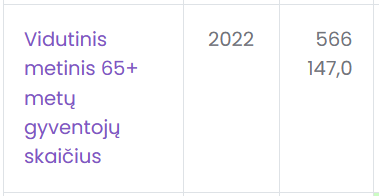 Vidutinis 2022 566
metinis 65+ 147,0
metų
gyventojų
skaičius